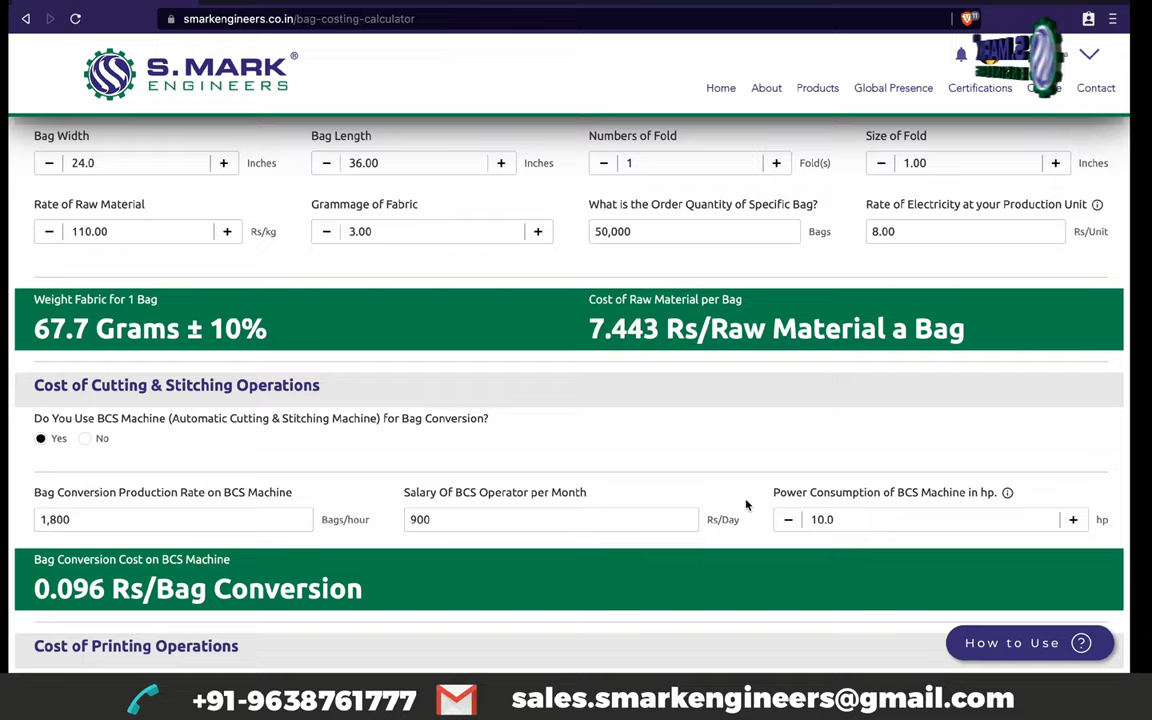 smarkengineers.co.in/bag-costing-calculator
S.MARK®
ENGINEERS
Home About Products Global Presence Certifications Contact
Bag Width Bag Length Numbers of Fold Size of Fold
− 24.0 + Inches − 36.00 + Inches − 1 + Fold(s) − 1.00 + Inches
Rate of Raw Material Grammage of Fabric What is the Order Quantity of Specific Bag? Rate of Electricity at your Production Unit
− 110.00 + Rs/kg − 3.00 + 50,000 Bags 8.00 Rs/Unit
Weight Fabric for 1 Bag Cost of Raw Material per Bag
67.7 Grams ± 10% 7.443 Rs/Raw Material a Bag
Cost of Cutting & Stitching Operations
Do You Use BCS Machine (Automatic Cutting & Stitching Machine) for Bag Conversion?
Yes No
Bag Conversion Production Rate on BCS Machine Salary Of BCS Operator per Month Power Consumption of BCS Machine in hp.
1,800 Bags/hour 900 Rs/Day − 10.0 + hp
Bag Conversion Cost on BCS Machine
0.096 Rs/Bag Conversion
Cost of Printing Operations
How to Use ?
+91-9638761777 sales.smarkengineers@gmail.com